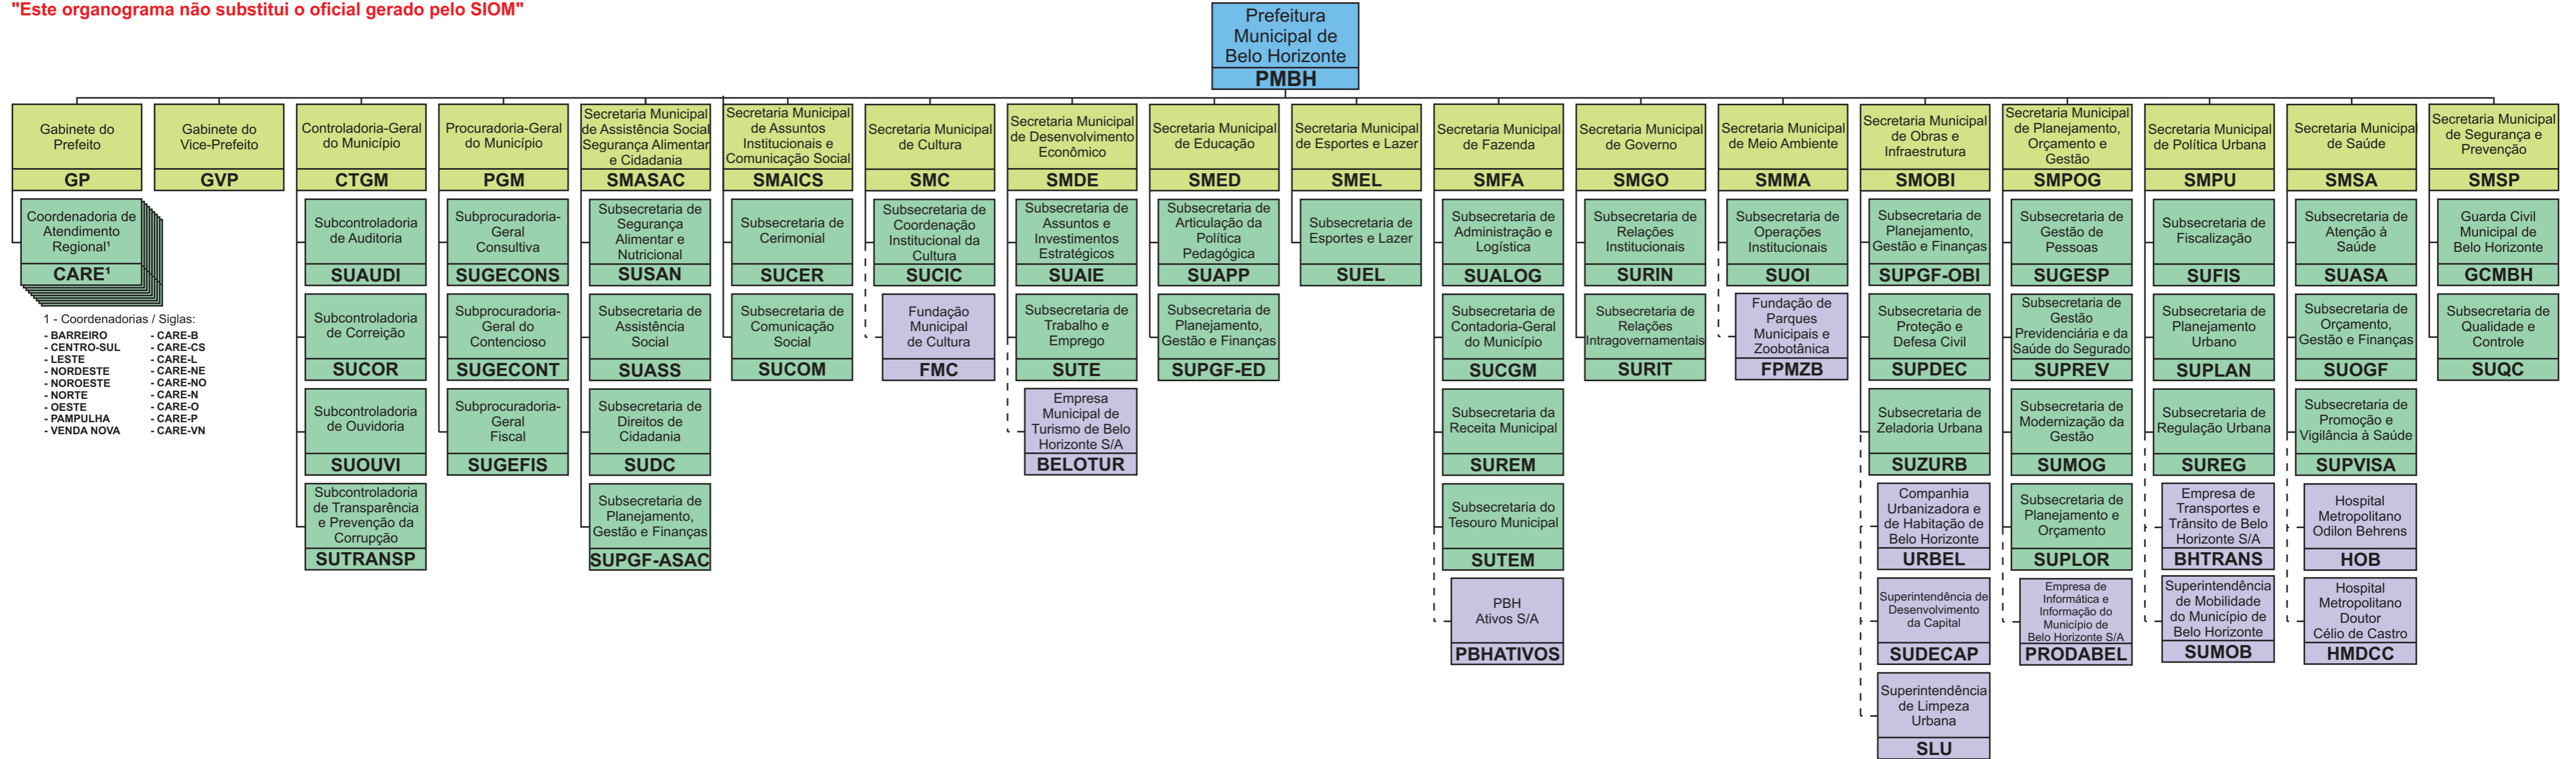 "Este organograma não substitui o oficial gerado pelo SIOM"
Prefeitura
Municipal de
Belo Horizonte
PMBH
Gabinete do
Prefeito
GP
Coordenadoria de
Atendimento
Regional¹
CARE¹
1 - Coordenadorias / Siglas:
- BARREIRO - CARE-B
- CENTRO-SUL - CARE-CS
- LESTE - CARE-L
- NORDESTE - CARE-NE
- NOROESTE - CARE-NO
- NORTE - CARE-N
- OESTE - CARE-O
- PAMPULHA - CARE-P
- VENDA NOVA - CARE-VN
Gabinete do
Vice-Prefeito
GVP
Controladoria-Geral
do Município
CTGM
Subcontroladoria
de Auditoria
SUAUDI
Subcontroladoria
de Correição
SUCOR
Subcontroladoria
de Ouvidoria
SUOUVI
Subcontroladoria
de Transparência
e Prevenção da
Corrupção
SUTRANSP
Procuradoria-Geral
do Município
PGM
Subprocuradoria-
Geral
Consultiva
SUGECONS
Subprocuradoria-
Geral do
Contencioso
SUGECONT
Subprocuradoria-
Geral
Fiscal
SUGEFIS
Secretaria Municipal
de Assistência Social
Segurança Alimentar
e Cidadania
SMASAC
Subsecretaria de
Segurança
Alimentar e
Nutricional
SUSAN
Subsecretaria de
Assistência
Social
SUASS
Subsecretaria de
Direitos de
Cidadania
SUDC
Subsecretaria de
Planejamento,
Gestão e Finanças
SUPGF-ASAC
Secretaria Municipal
de Assuntos
Institucionais e
Comunicação Social
SMAICS
Subsecretaria de
Cerimonial
SUCER
Subsecretaria de
Comunicação
Social
SUCOM
Secretaria Municipal
de Cultura
SMC
Subsecretaria de
Coordenação
Institucional da
Cultura
SUCIC
Fundação
Municipal
de Cultura
FMC
Secretaria Municipal
de Desenvolvimento
Econômico
SMDE
Subsecretaria de
Assuntos e
Investimentos
Estratégicos
SUAIE
Subsecretaria de
Trabalho e
Emprego
SUTE
Empresa
Municipal de
Turismo de Belo
Horizonte S/A
BELOTUR
Secretaria Municipal
de Educação
SMED
Subsecretaria de
Articulação da
Política
Pedagógica
SUAPP
Subsecretaria de
Planejamento,
Gestão e Finanças
SUPGF-ED
Secretaria Municipal
de Esportes e Lazer
SMEL
Subsecretaria de
Esportes e Lazer
SUEL
Secretaria Municipal
de Fazenda
SMFA
Subsecretaria de
Administração e
Logística
SUALOG
Subsecretaria de
Contadoria-Geral
do Município
SUCGM
Subsecretaria da
Receita Municipal
SUREM
Subsecretaria do
Tesouro Municipal
SUTEM
PBH
Ativos S/A
PBHATIVOS
Secretaria Municipal
de Governo
SMGO
Subsecretaria de
Relações
Institucionais
SURIN
Subsecretaria de
Relações
Intragovernamentais
SURIT
Secretaria Municipal
de Meio Ambiente
SMMA
Subsecretaria de
Operações
Institucionais
SUOI
Fundação de
Parques
Municipais e
Zoobotânica
FPMZB
Secretaria Municipal
de Obras e
Infraestrutura
SMOBI
Subsecretaria de
Planejamento,
Gestão e Finanças
SUPGF-OBI
Subsecretaria de
Proteção e
Defesa Civil
SUPDEC
Subsecretaria de
Zeladoria Urbana
SUZURB
Companhia
Urbanizadora e
de Habitação de
Belo Horizonte
URBEL
Superintendência de
Desenvolvimento
da Capital
SUDECAP
Superintendência
de Limpeza
Urbana
SLU
Secretaria Municipal
de Planejamento,
Orçamento e
Gestão
SMPOG
Subsecretaria de
Gestão de
Pessoas
SUGESP
Subsecretaria de
Gestão
Previdenciária e da
Saúde do Segurado
SUPREV
Subsecretaria de
Modernização da
Gestão
SUMOG
Subsecretaria de
Planejamento e
Orçamento
SUPLOR
Empresa de
Informática e
Informação do
Município de
Belo Horizonte S/A
PRODABEL
Secretaria Municipal
de Política Urbana
SMPU
Subsecretaria de
Fiscalização
SUFIS
Subsecretaria de
Planejamento
Urbano
SUPLAN
Subsecretaria de
Regulação Urbana
SUREG
Empresa de
Transportes e
Trânsito de Belo
Horizonte S/A
BHTRANS
Superintendência
de Mobilidade
do Município de
Belo Horizonte
SUMOB
Secretaria Municipal
de Saúde
SMSA
Subsecretaria de
Atenção à
Saúde
SUASA
Subsecretaria de
Orçamento,
Gestão e Finanças
SUOGF
Subsecretaria de
Promoção e
Vigilância à Saúde
SUPVISA
Hospital
Metropolitano
Odilon Behrens
HOB
Hospital
Metropolitano
Doutor
Célio de Castro
HMDCC
Secretaria Municipal
de Segurança e
Prevenção
SMSP
Guarda Civil
Municipal de
Belo Horizonte
GCMBH
Subsecretaria de
Qualidade e
Controle
SUQC